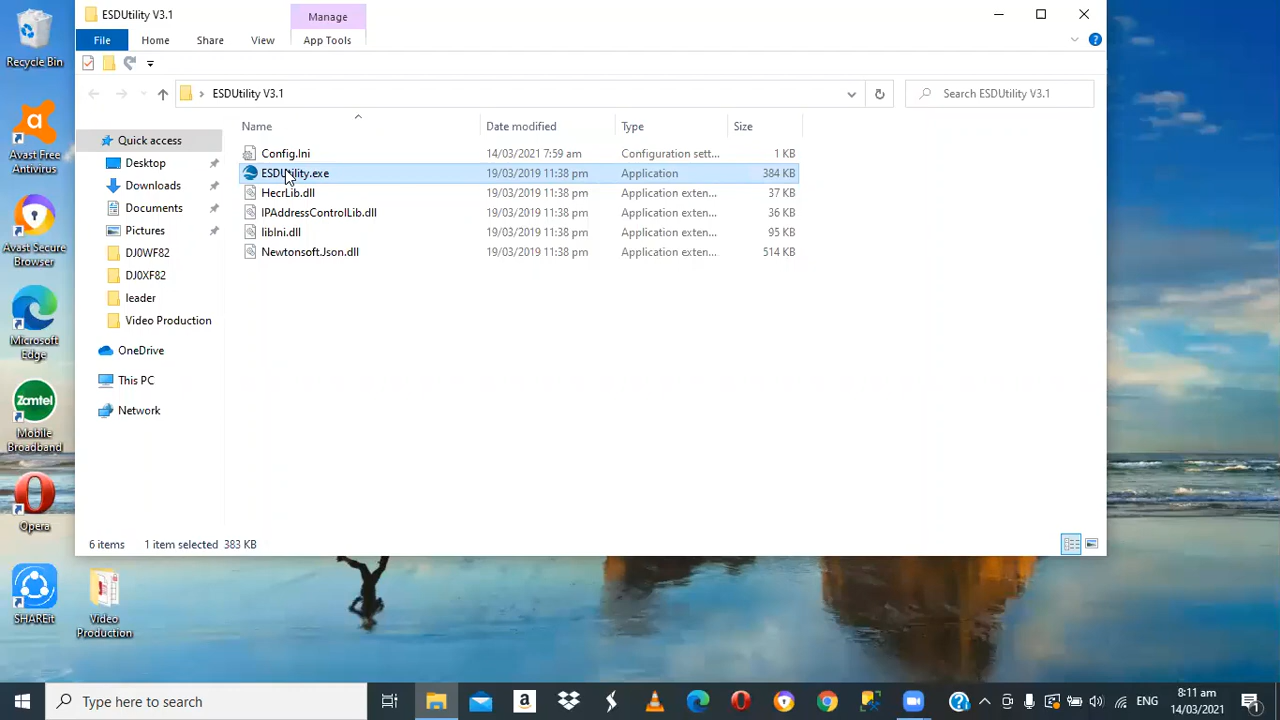 ESDUtility V3.1
Manage
File
Home
Share
View
App Tools
ESDUtility V3.1
Search ESDUtility V3.1
Name
Date modified
Type
Size
Config.Ini
14/03/2021 7:59 am
Configuration sett...
1 KB
ESDUtility.exe
19/03/2019 11:38 pm
Application
384 KB
HecrLib.dll
19/03/2019 11:38 pm
Application exten...
37 KB
IPAddressControlLib.dll
19/03/2019 11:38 pm
Application exten...
36 KB
libIni.dll
19/03/2019 11:38 pm
Application exten...
95 KB
Newtonsoft.Json.dll
19/03/2019 11:38 pm
Application exten...
514 KB
Quick access
Desktop
Downloads
Documents
Pictures
DJ0WF82
DJ0XF82
leader
Video Production
OneDrive
This PC
Network
6 items
1 item selected 383 KB
Recycle Bin
Avast Free
Antivirus
Avast Secure
Browser
Microsoft
Edge
Zamtel
Mobile
Broadband
Opera
SHAREit
Video
Production
Type here to search
a
ENG
8:11 am
14/03/2021
1